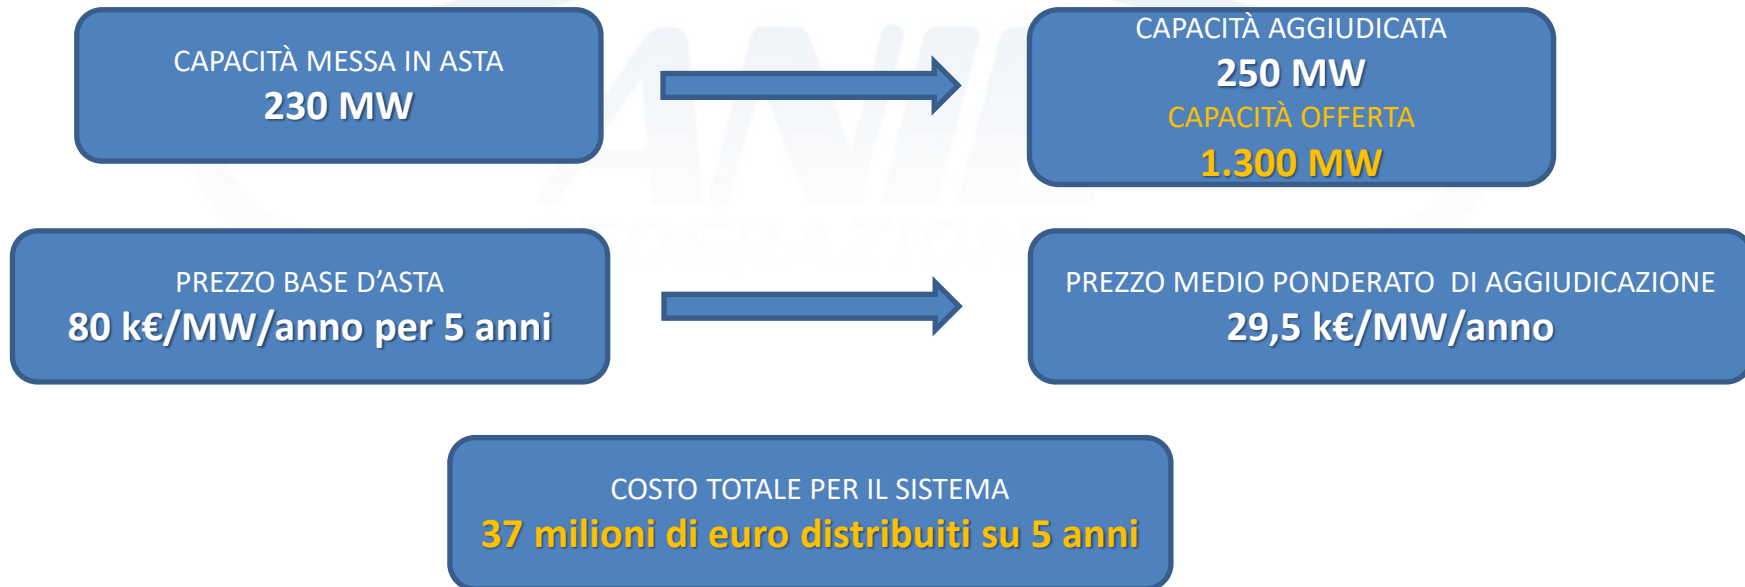 CAPACITÀ MESSA IN ASTA
230 MW
CAPACITÀ AGGIUDICATA
250 MW
CAPACITÀ OFFERTA
1.300 MW
PREZZO BASE D’ASTA
80 k€/MW/anno per 5 anni
PREZZO MEDIO PONDERATO DI AGGIUDICAZIONE
29,5 k€/MW/anno
COSTO TOTALE PER IL SISTEMA
37 milioni di euro distribuiti su 5 anni
FEDERAZIONE